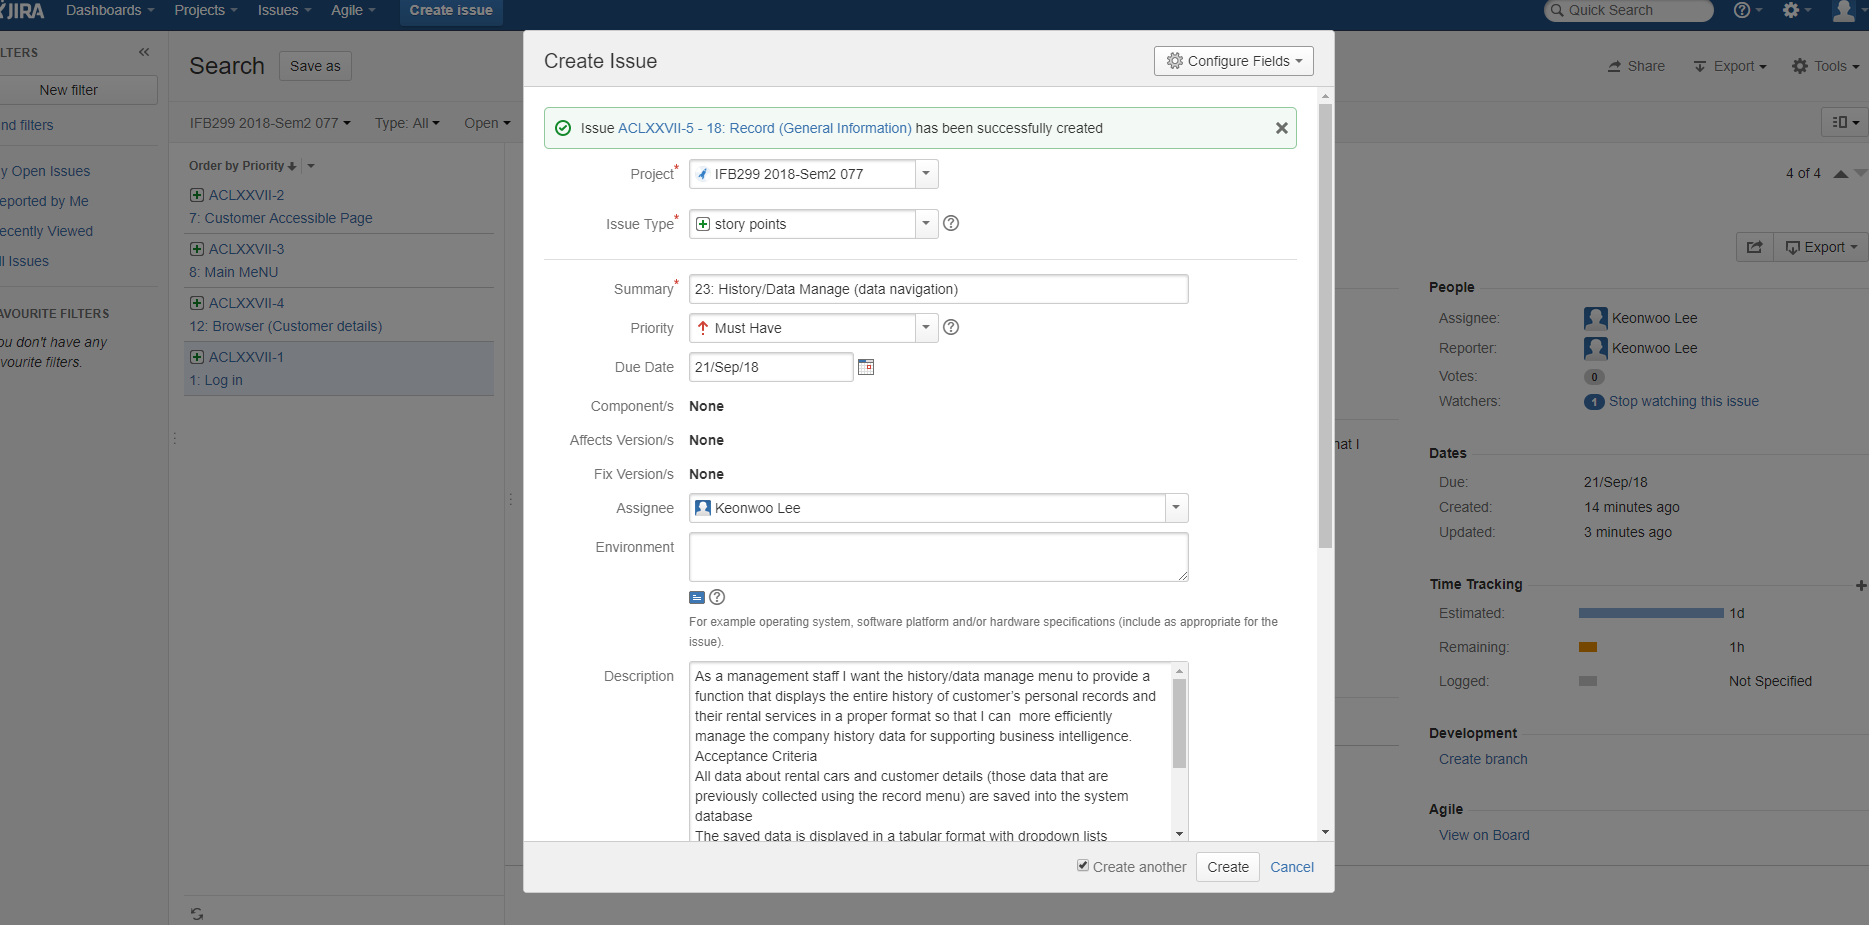 JIRA Dashboards Projects Issues Agile Create issue Quick Search
LTERS
New filter
nd filters
y Open Issues
eported by Me
ecently Viewed
ll Issues
AVOURITE FILTERS
ou don't have any
vourite filters.
Search Save as
Share Export Tools
IFB299 2018-Sem2 077 Type: All Open
Order by Priority
ACLXXVII-2
7: Customer Accessible Page
ACLXXVII-3
8: Main MeNU
ACLXXVII-4
12: Browser (Customer details)
ACLXXVII-1
1: Log in
Create Issue Configure Fields
Issue ACLXXVII-5 - 18: Record (General Information) has been successfully created
Project* IFB299 2018-Sem2 077
Issue Type* story points
Summary* 23: History/Data Manage (data navigation)
Priority Must Have
Due Date 21/Sep/18
Component/s None
Affects Version/s None
Fix Version/s None
Assignee Keonwoo Lee
Environment
For example operating system, software platform and/or hardware specifications (include as appropriate for the
issue).
Description As a management staff I want the history/data manage menu to provide a
function that displays the entire history of customer’s personal records and
their rental services in a proper format so that I can  more efficiently
manage the company history data for supporting business intelligence.
Acceptance Criteria
All data about rental cars and customer details (those data that are
previously collected using the record menu) are saved into the system
database
The saved data is displayed in a tabular format with dropdown lists
Create another Create Cancel
4 of 4
Export
People
Assignee: Keonwoo Lee
Reporter: Keonwoo Lee
Votes: 0
Watchers: 1 Stop watching this issue
hat I
Dates
Due: 21/Sep/18
Created: 14 minutes ago
Updated: 3 minutes ago
Time Tracking
Estimated: 1d
Remaining: 1h
Logged: Not Specified
Development
Create branch
Agile
View on Board